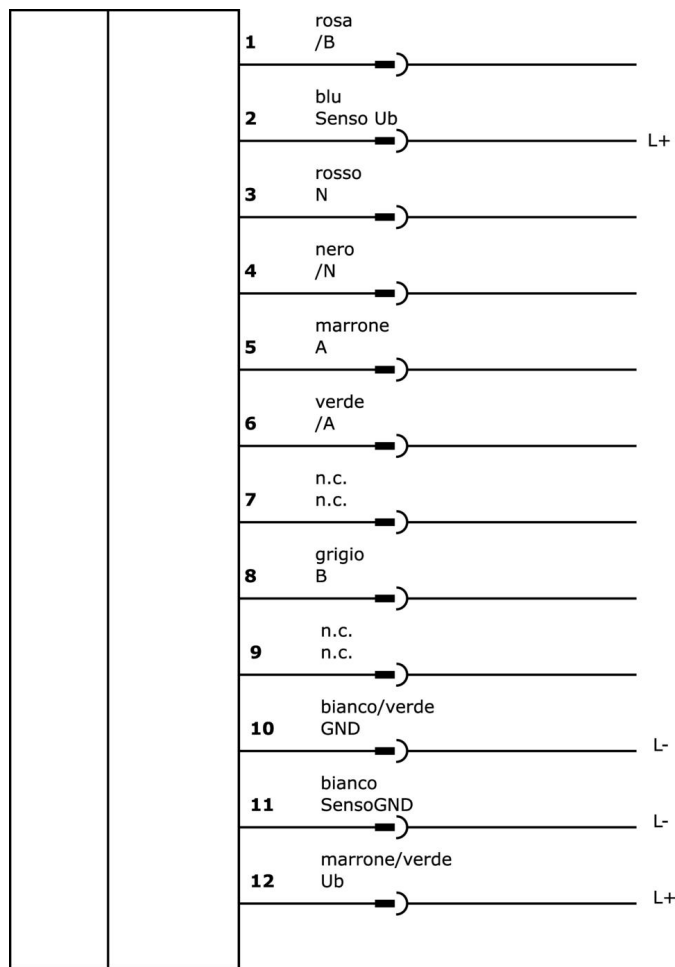 rosa
1 /B
blu
2 Senso Ub
L+
rosso
3 N
nero
4 /N
marrone
5 A
verde
6 /A
n.c.
7 n.c.
grigio
8 B
n.c.
9 n.c.
bianco/verde
10 GND
L-
bianco
11 SensoGND
L-
marrone/verde
12 Ub
L+